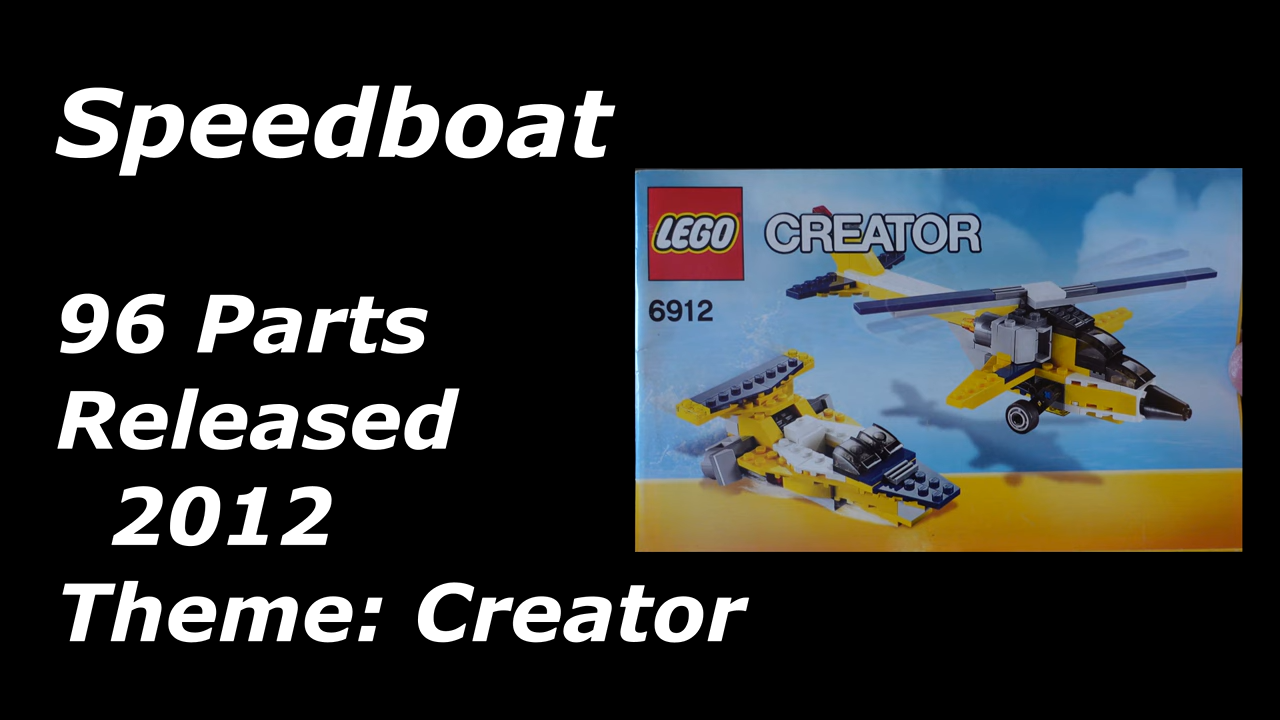 Speedboat
96 Parts
Released
2012
Theme: Creator
LEGO CREATOR
6912